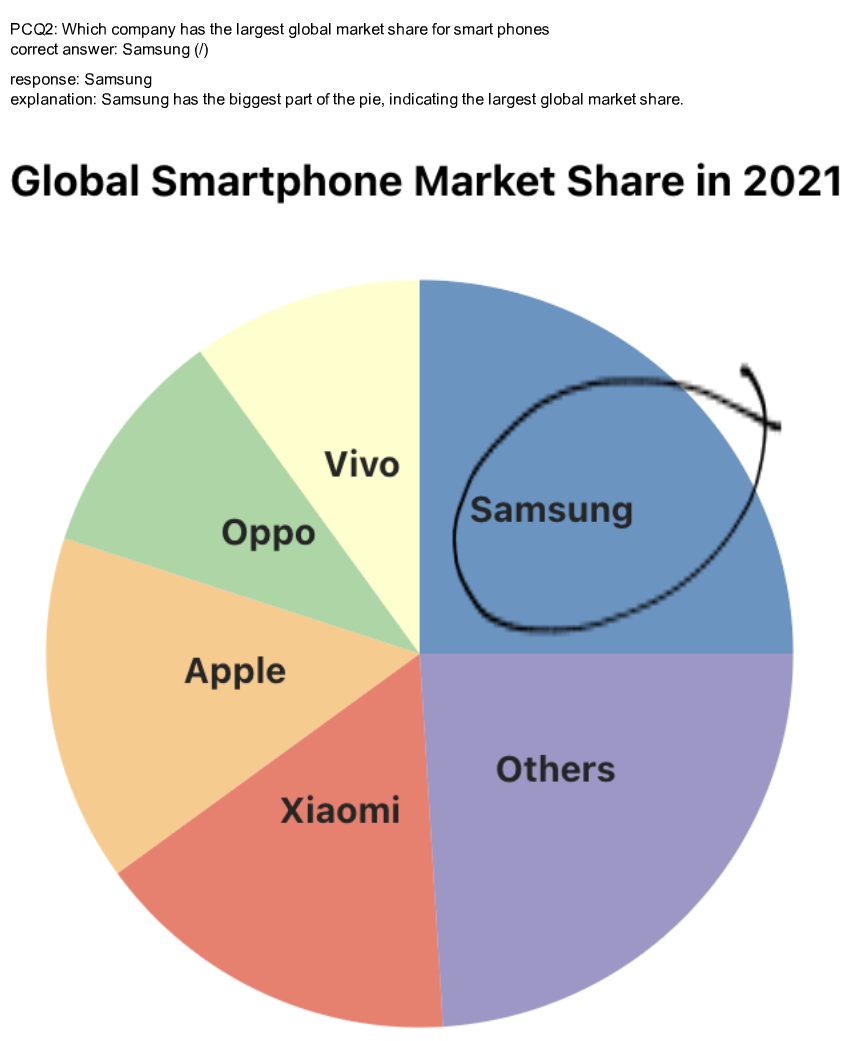 PCQ2: Which company has the largest global market share for smart phones
correct answer: Samsung (/)
response: Samsung
explanation: Samsung has the biggest part of the pie, indicating the largest global market share.
Global Smartphone Market Share in 2021
Vivo
Samsung
Oppo
Apple
Others
Xiaomi